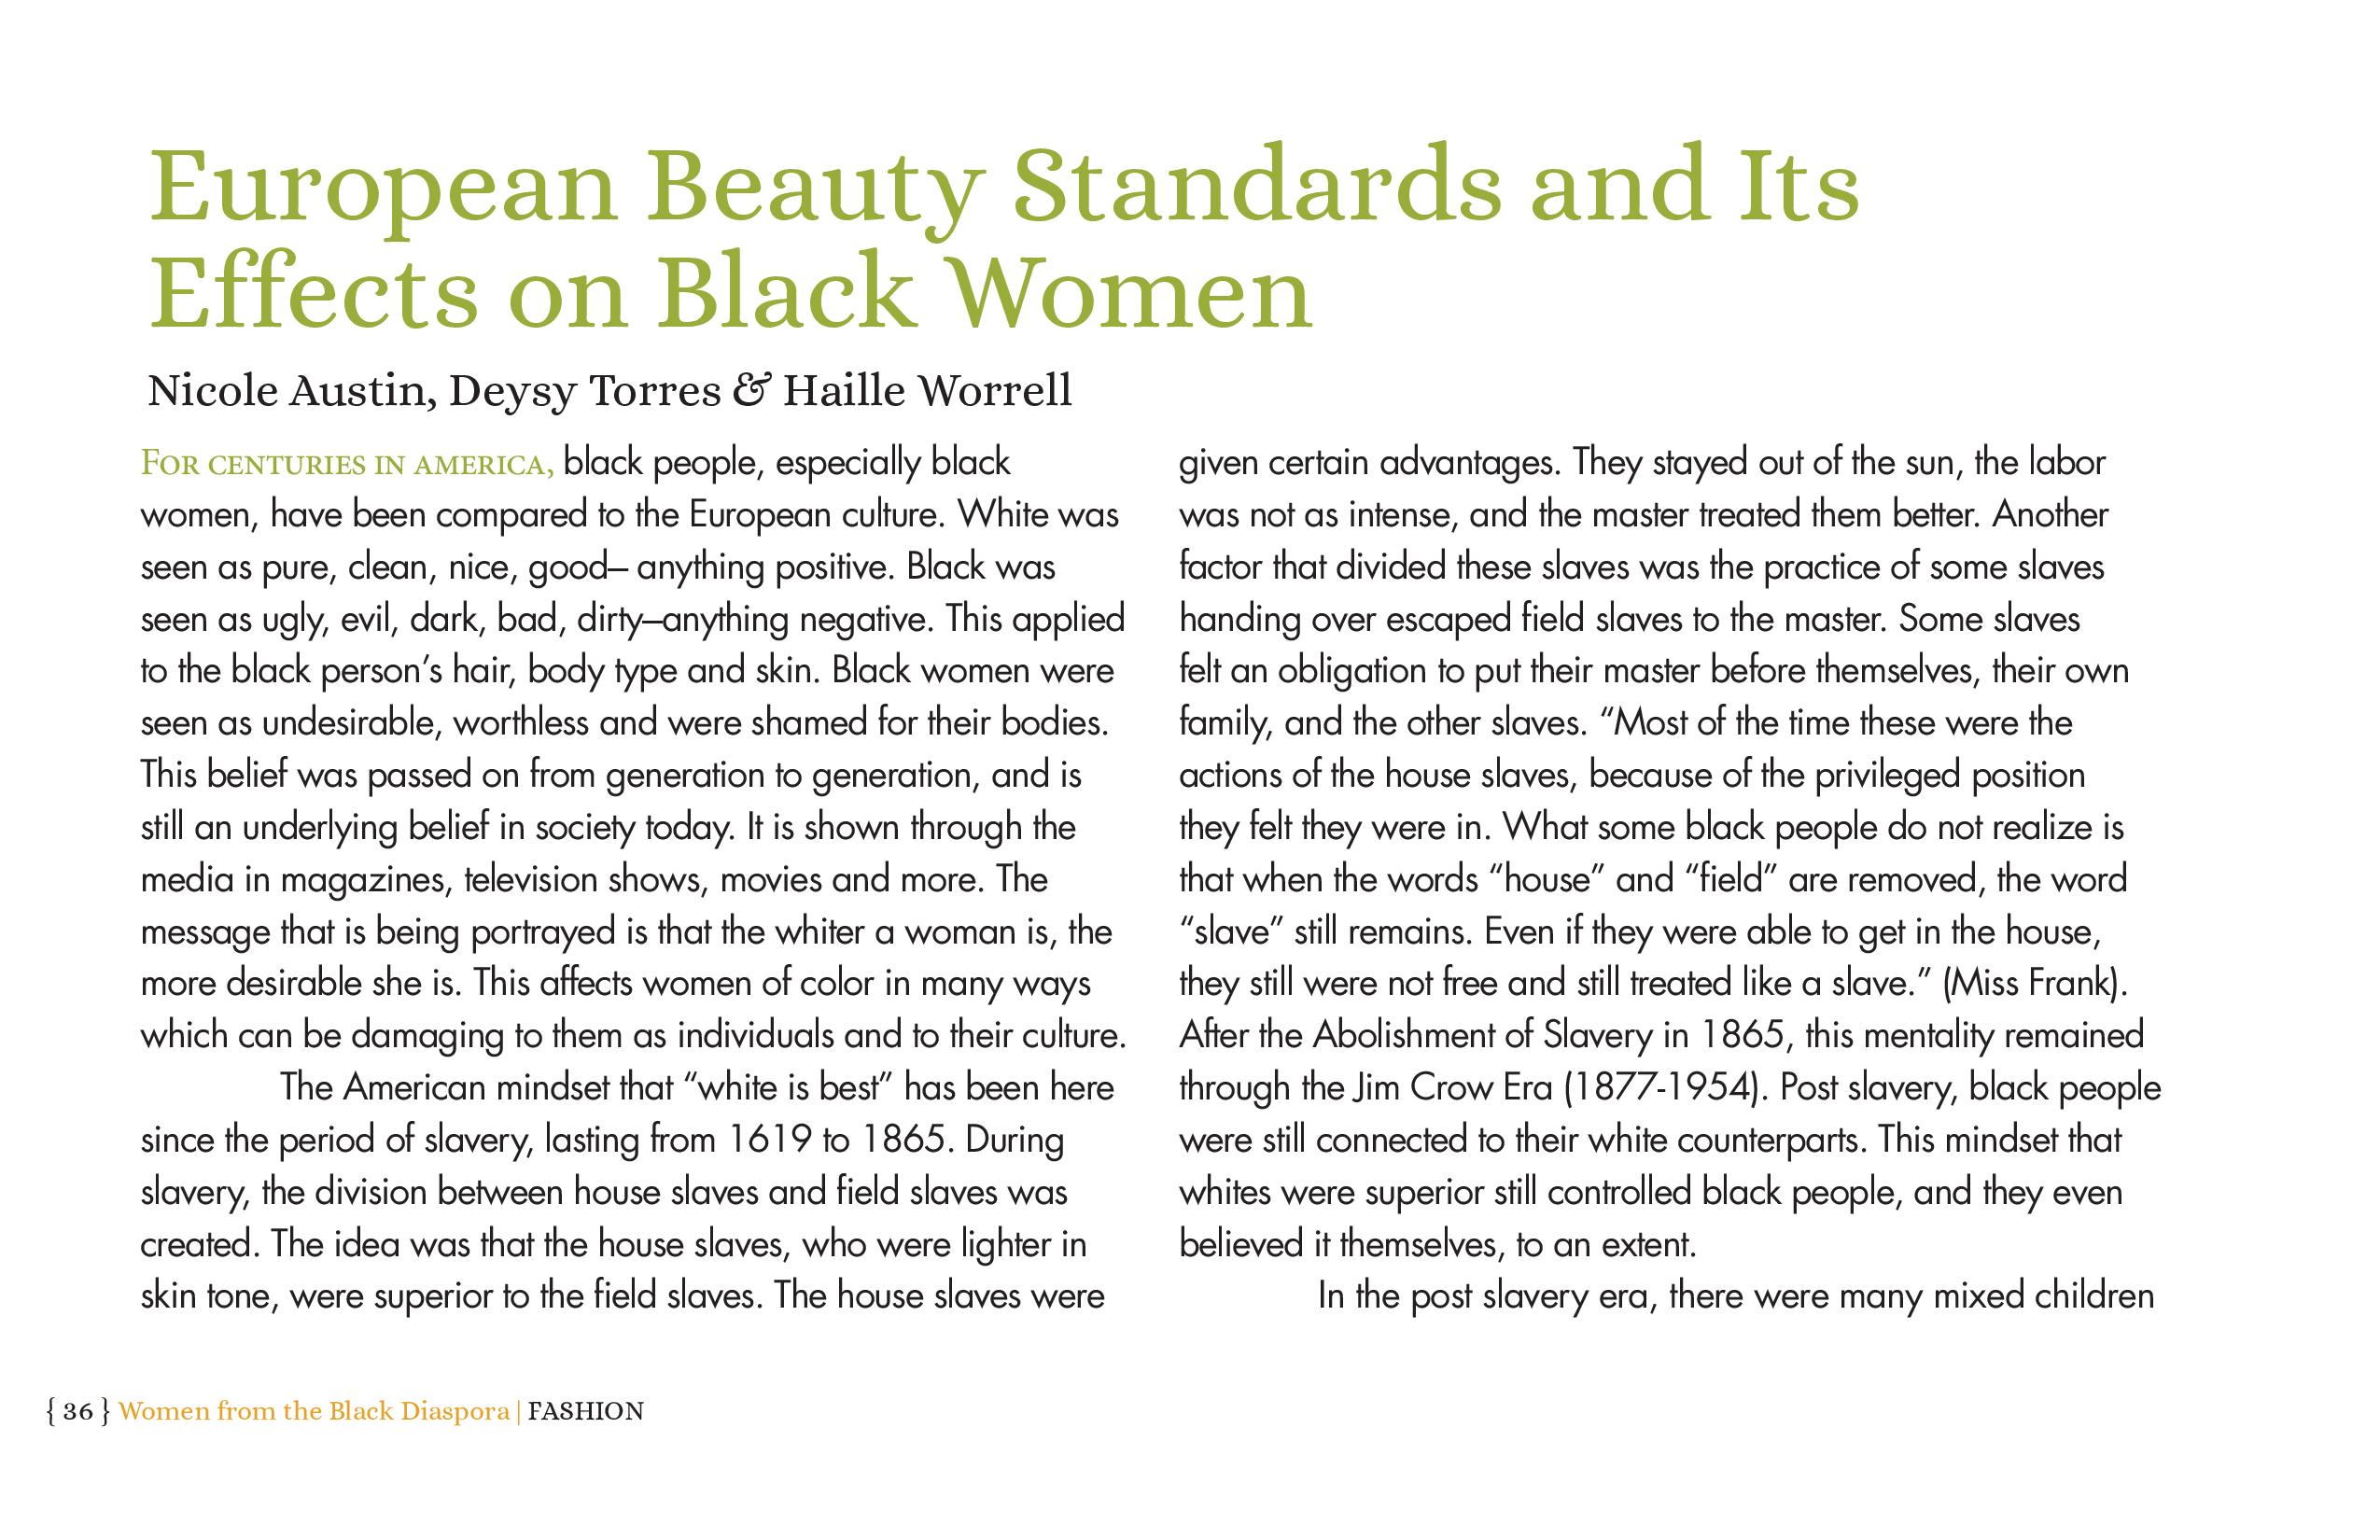 European Beauty Standards and Its
Effects on Black Women
Nicole Austin, Deysy Torres & Haille Worrell
For centuries in america, black people, especially black
women, have been compared to the European culture. White was
seen as pure, clean, nice, good— anything positive. Black was
seen as ugly, evil, dark, bad, dirty—anything negative. This applied
to the black person’s hair, body type and skin. Black women were
seen as undesirable, worthless and were shamed for their bodies.
This belief was passed on from generation to generation, and is
still an underlying belief in society today. It is shown through the
media in magazines, television shows, movies and more. The
message that is being portrayed is that the whiter a woman is, the
more desirable she is. This affects women of color in many ways
which can be damaging to them as individuals and to their culture.
The American mindset that “white is best” has been here
since the period of slavery, lasting from 1619 to 1865. During
slavery, the division between house slaves and field slaves was
created. The idea was that the house slaves, who were lighter in
skin tone, were superior to the field slaves. The house slaves were
given certain advantages. They stayed out of the sun, the labor
was not as intense, and the master treated them better. Another
factor that divided these slaves was the practice of some slaves
handing over escaped field slaves to the master. Some slaves
felt an obligation to put their master before themselves, their own
family, and the other slaves. “Most of the time these were the
actions of the house slaves, because of the privileged position
they felt they were in. What some black people do not realize is
that when the words “house” and “field” are removed, the word
“slave” still remains. Even if they were able to get in the house,
they still were not free and still treated like a slave.” (Miss Frank).
After the Abolishment of Slavery in 1865, this mentality remained
through the Jim Crow Era (1877-1954). Post slavery, black people
were still connected to their white counterparts. This mindset that
whites were superior still controlled black people, and they even
believed it themselves, to an extent.
In the post slavery era, there were many mixed children
{ 36 } Women from the Black Diaspora | FASHION